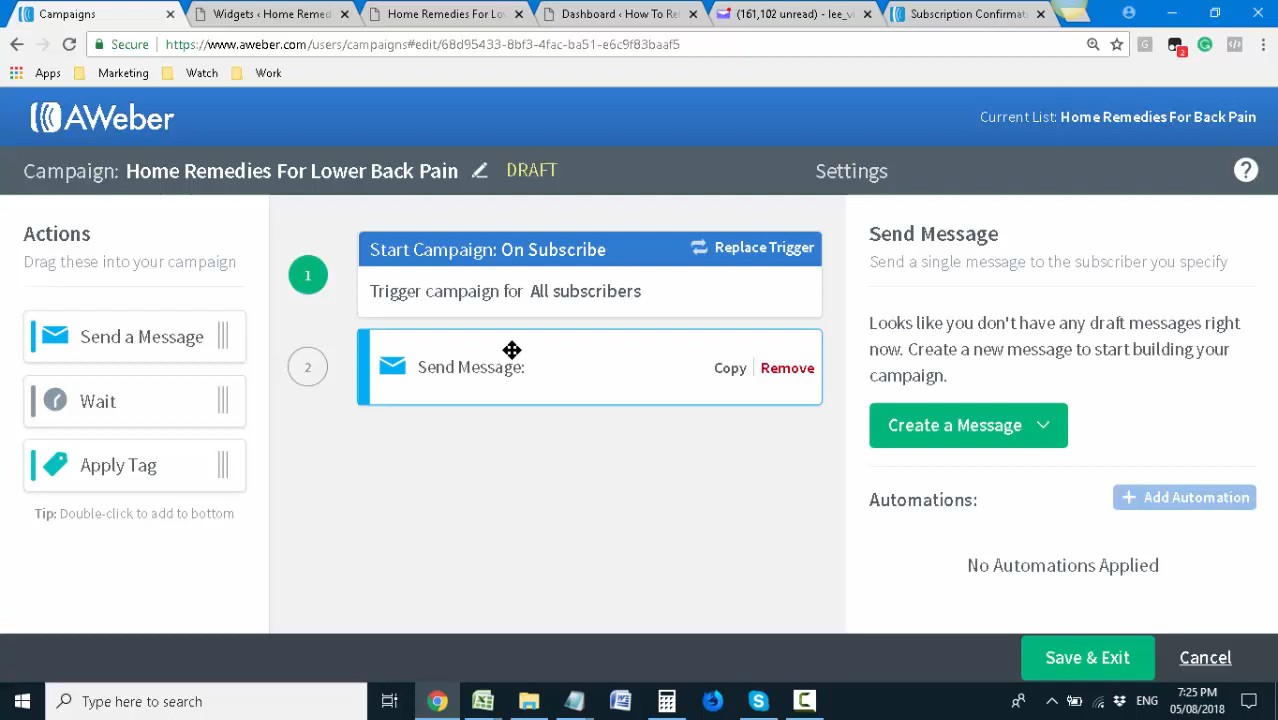 Campaigns
Widgets ‹ Home Remed
Home Remedies For Lo
Dashboard ‹ How To Re
(161,102 unread) - lee_v
Subscription Confirmat
Secure
https://www.aweber.com/users/campaigns#edit/68d95433-8bf3-4fac-ba51-e6c9f83baaf5
G
2
Apps
Marketing
Watch
Work
AWeber
Current List: Home Remedies For Back Pain
Campaign: Home Remedies For Lower Back Pain
DRAFT
Settings
?
Actions
Drag these into your campaign
Send a Message
Wait
Apply Tag
Tip: Double-click to add to bottom
1
Start Campaign: On Subscribe
Replace Trigger
Trigger campaign for All subscribers
2
Send Message:
Copy
Remove
Send Message
Send a single message to the subscriber you specify
Looks like you don't have any draft messages right
now. Create a new message to start building your
campaign.
Create a Message
Automations:
+ Add Automation
No Automations Applied
Save & Exit
Cancel
Type here to search
ENG
7:25 PM
05/08/2018